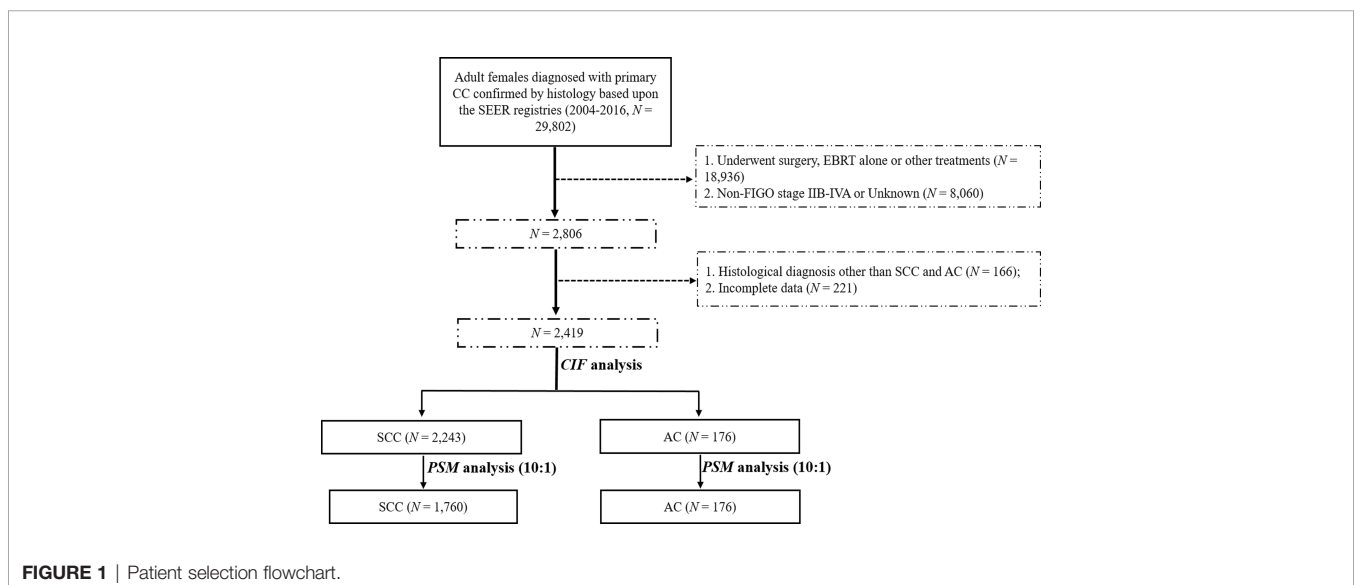 Adult females diagnosed with primary
CC confirmed by histology based upon
the SEER registries (2004-2016, N =
29,802)
1. Underwent surgery, EBRT alone or other treatments (N =
18,936)
2. Non-FIGO stage IIB-IVA or Unknown (N = 8,060)
N = 2,806
1. Histological diagnosis other than SCC and AC (N = 166);
2. Incomplete data (N = 221)
N = 2,419
CIF analysis
SCC (N = 2,243)
AC (N = 176)
PSM analysis (10:1)
PSM analysis (10:1)
SCC (N = 1,760)
AC (N = 176)
FIGURE 1 | Patient selection flowchart.